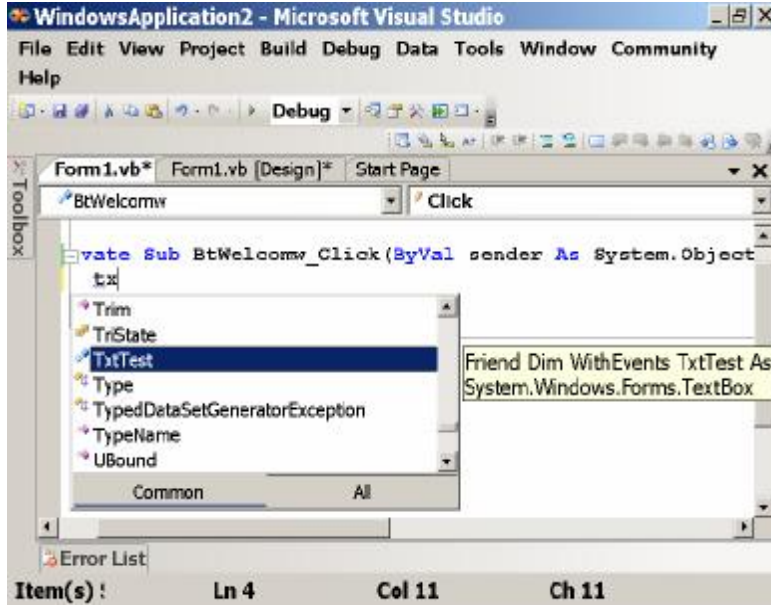 WindowsApplication2 - Microsoft Visual Studio
File Edit View Project Build Debug Data Tools Window Community
Help
Debug
Toolbox
Form1.vb* Form1.vb [Design]* Start Page
BtWelcomw Click
vate Sub BtWelcomw_Click(ByVal sender As System.Object
tx
Trim
TriState
TxtTest
Type
TypedDataSetGeneratorException
TypeName
UBound
Common All
Friend Dim WithEvents TxtTest As
System.Windows.Forms.TextBox
Error List
Item(s) Ln 4 Col 11 Ch 11